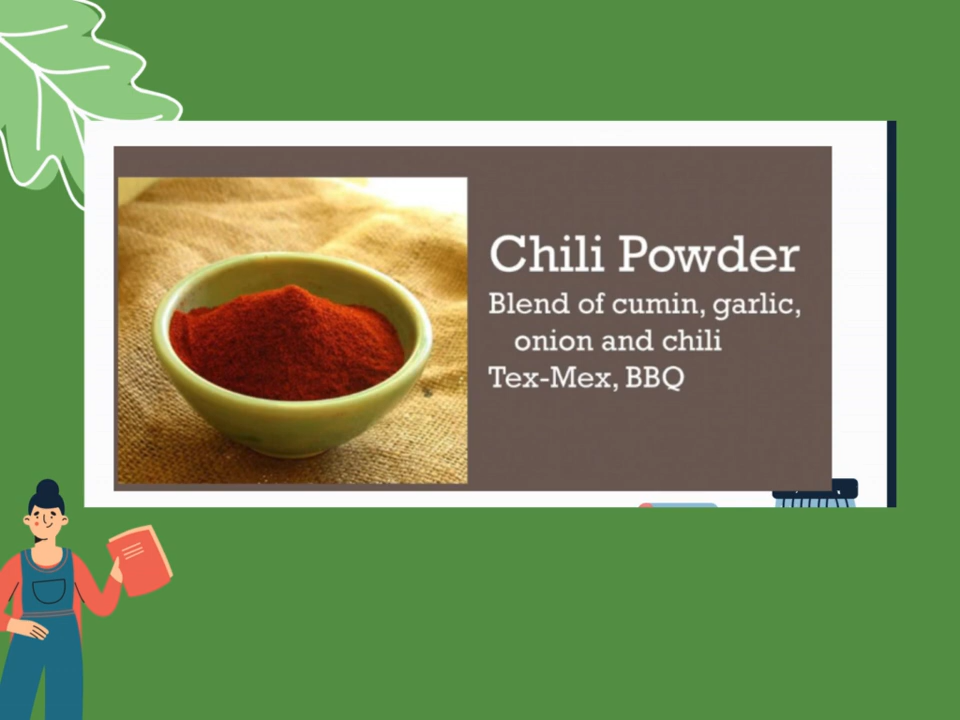 Chili Powder
Blend of cumin, garlic,
onion and chili
Tex-Mex, BBQ